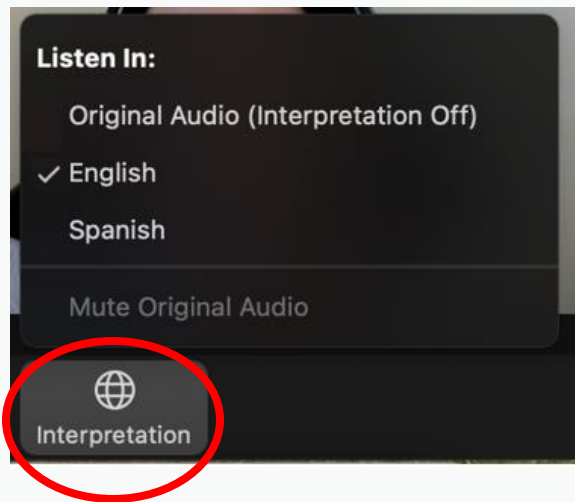 Listen In:
Original Audio (Interpretation Off)
English
Spanish
Mute Original Audio
Interpretation